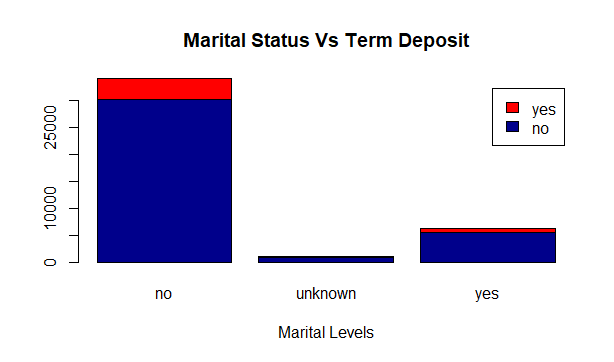 Marital Status Vs Term Deposit
yes
no
25000
10000
0
no unknown yes
Marital Levels